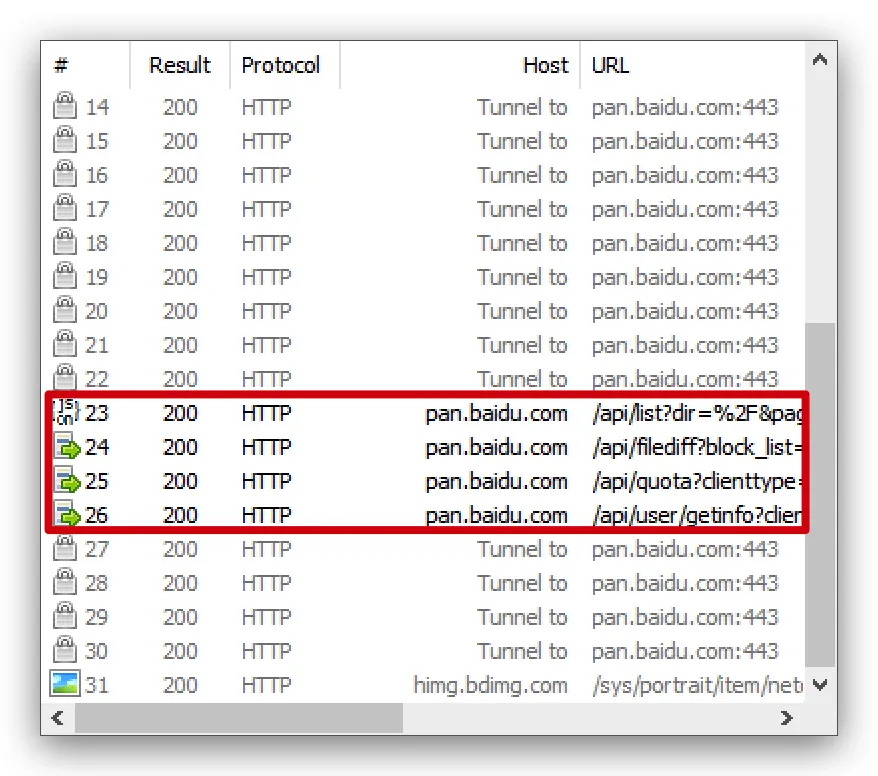 # Result Protocol Host URL
14 200 HTTP Tunnel to pan.baidu.com:443
15 200 HTTP Tunnel to pan.baidu.com:443
16 200 HTTP Tunnel to pan.baidu.com:443
17 200 HTTP Tunnel to pan.baidu.com:443
18 200 HTTP Tunnel to pan.baidu.com:443
19 200 HTTP Tunnel to pan.baidu.com:443
20 200 HTTP Tunnel to pan.baidu.com:443
21 200 HTTP Tunnel to pan.baidu.com:443
22 200 HTTP Tunnel to pan.baidu.com:443
js on 23 200 HTTP pan.baidu.com /api/list?dir=%2F&pag
24 200 HTTP pan.baidu.com /api/filediff?block_list=
25 200 HTTP pan.baidu.com /api/quota?clienttype=
26 200 HTTP pan.baidu.com /api/user/getinfo?clien
27 200 HTTP Tunnel to pan.baidu.com:443
28 200 HTTP Tunnel to pan.baidu.com:443
29 200 HTTP Tunnel to pan.baidu.com:443
30 200 HTTP Tunnel to pan.baidu.com:443
31 200 HTTP himg.bdimg.com /sys/portrait/item/net